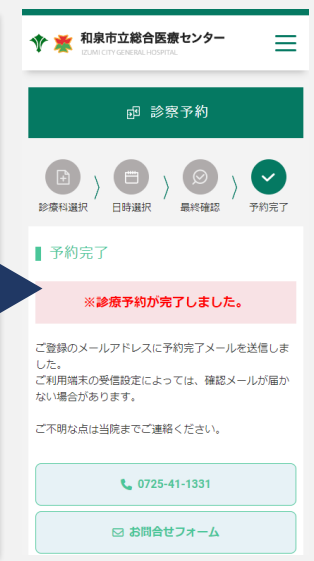 和泉市立総合医療センター
IZUMI CITY GENERAL HOSPITAL
診察予約
診療科選択
日時選択
最終確認
予約完了
予約完了
※診療予約が完了しました。
ご登録のメールアドレスに予約完了メールを送信しま
した。
ご利用端末の受信設定によっては、確認メールが届か
ない場合があります。
ご不明な点は当院までご連絡ください。
0725-41-1331
お問合せフォーム